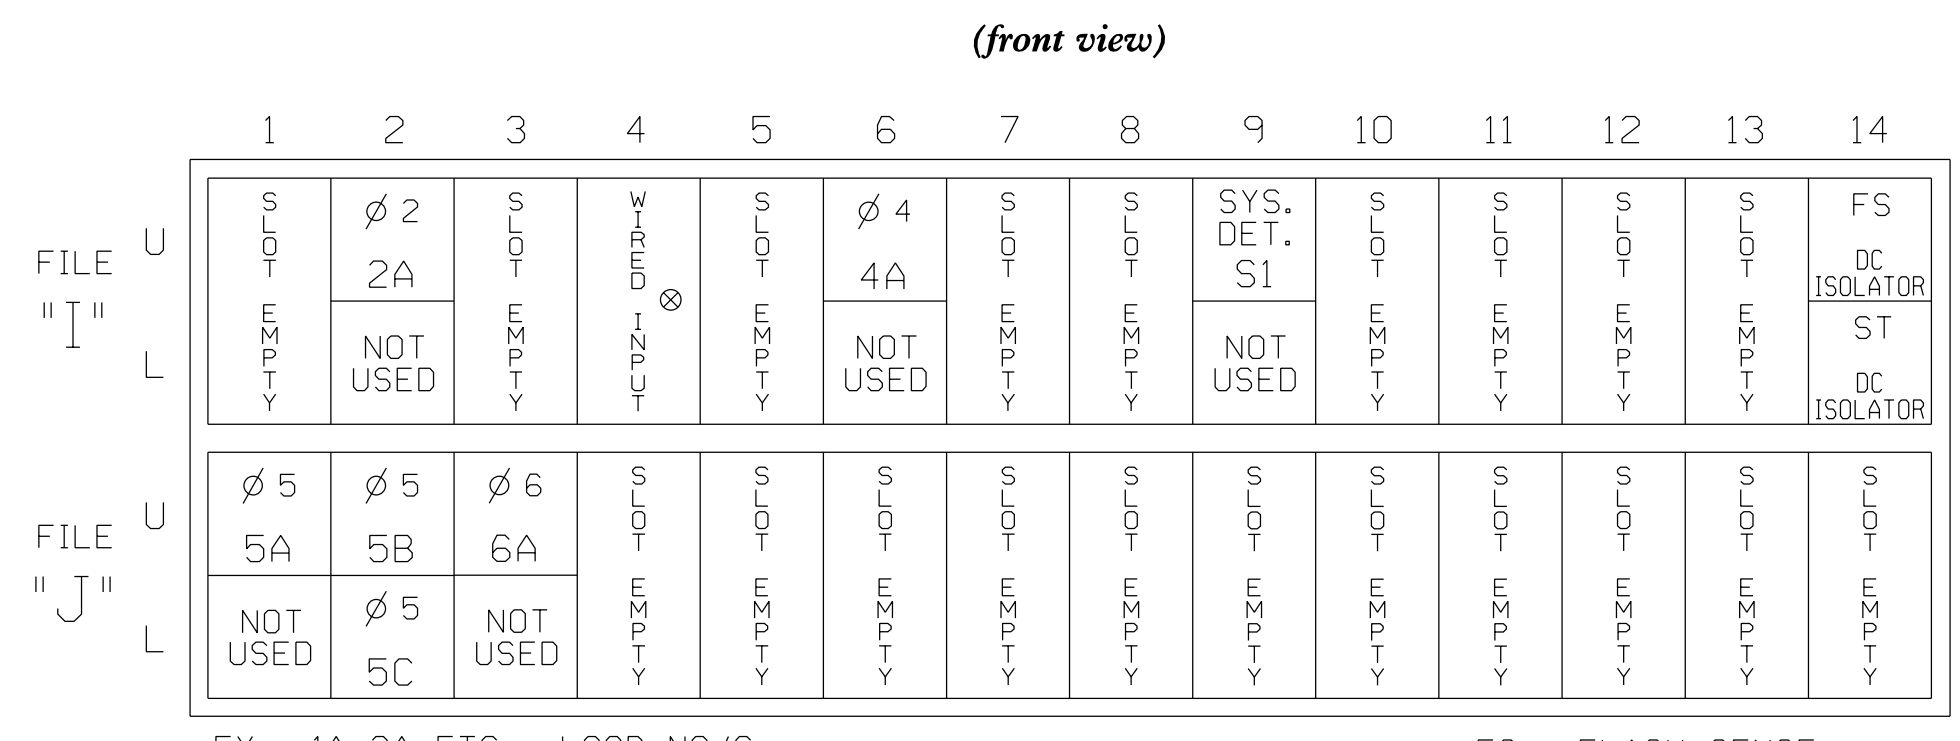 (front view)
1 2 3 4 5 6 7 8 9 10 11 12 13 14
FILE "I"
U
L
SLOT EMPTY
Ø 2
2A
NOT USED
SLOT EMPTY
WIRED INPUT
SLOT EMPTY
Ø 4
4A
NOT USED
SLOT EMPTY
SLOT EMPTY
SYS.
DET.
S1
NOT USED
SLOT EMPTY
SLOT EMPTY
SLOT EMPTY
SLOT EMPTY
FS
DC
ISOLATOR
ST
DC
ISOLATOR
FILE "J"
U
L
Ø 5
5A
NOT USED
Ø 5
5B
Ø 5
5C
Ø 6
6A
NOT USED
SLOT EMPTY
SLOT EMPTY
SLOT EMPTY
SLOT EMPTY
SLOT EMPTY
SLOT EMPTY
SLOT EMPTY
SLOT EMPTY
SLOT EMPTY
SLOT EMPTY
SLOT EMPTY